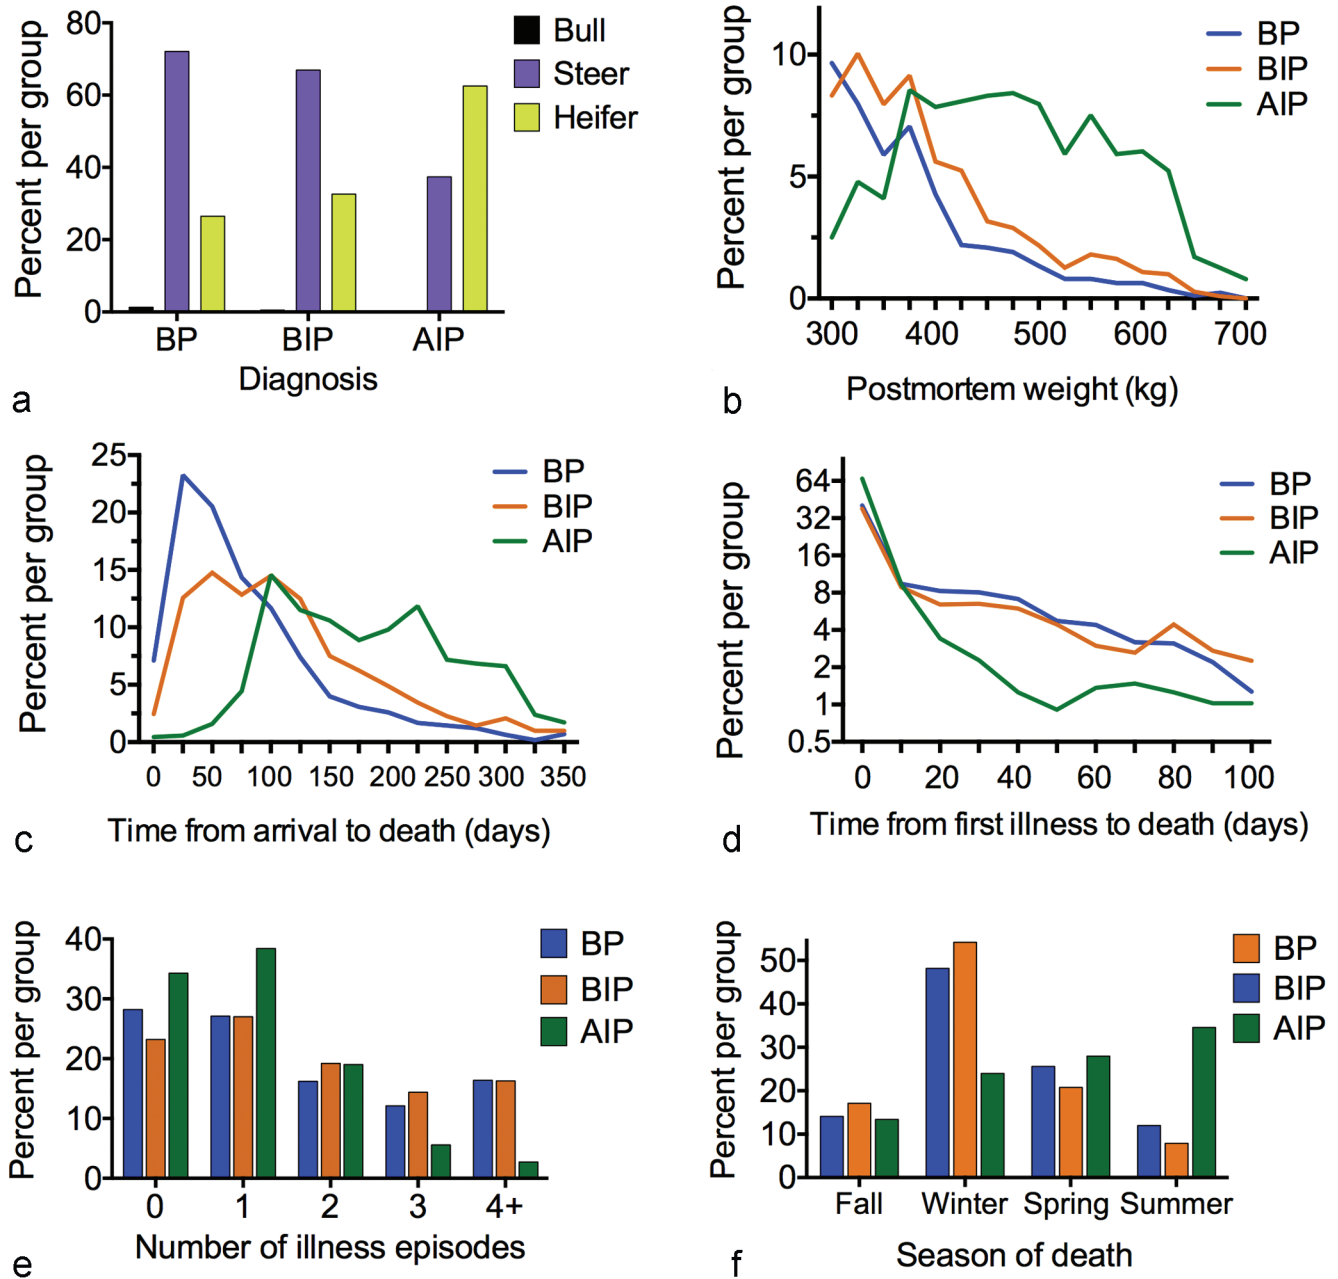 Percent per group
80
60
40
20
0
BP BIP AIP
Diagnosis
Bull
Steer
Heifer
a
Percent per group
10
5
0
300 400 500 600 700
Postmortem weight (kg)
BP
BIP
AIP
b
Percent per group
25
20
15
10
5
0
0 50 100 150 200 250 300 350
Time from arrival to death (days)
BP
BIP
AIP
c
Percent per group
64
32
16
8
4
2
1
0.5
0 20 40 60 80 100
Time from first illness to death (days)
BP
BIP
AIP
d
Percent per group
40
30
20
10
0
0 1 2 3 4+
Number of illness episodes
BP
BIP
AIP
e
Percent per group
50
40
30
20
10
0
Fall Winter Spring Summer
Season of death
BP
BIP
AIP
f